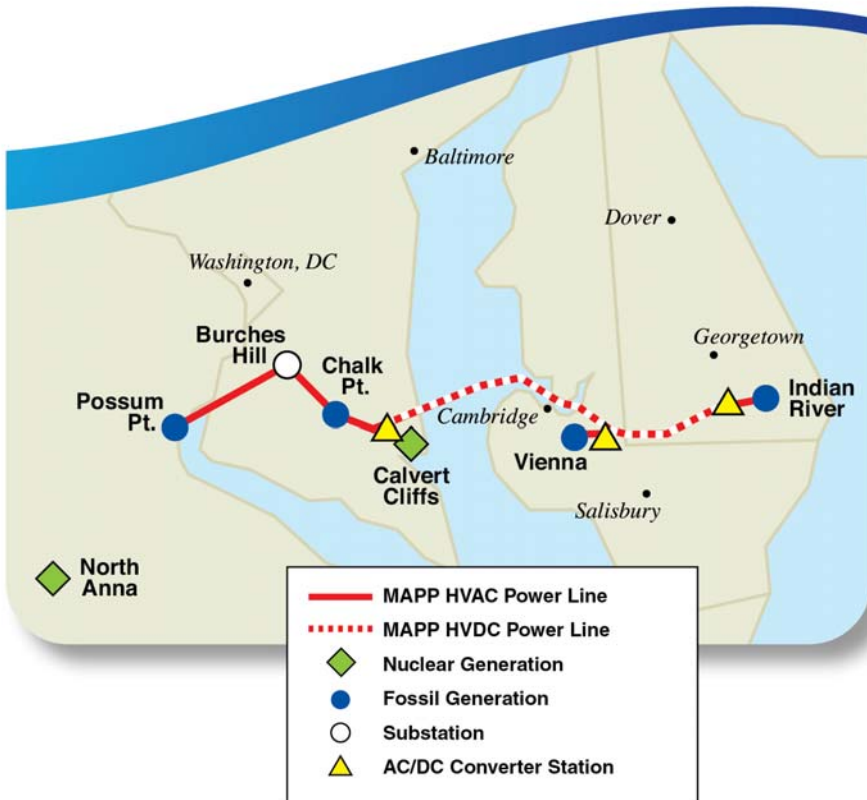 Baltimore
Dover
Washington, DC
Burches
Hill
Chalk
Pt.
Georgetown
Possum
Pt.
Indian
River
Cambridge
Vienna
Calvert
Cliffs
Salisbury
North
Anna
MAPP HVAC Power Line
MAPP HVDC Power Line
Nuclear Generation
Fossil Generation
Substation
AC/DC Converter Station